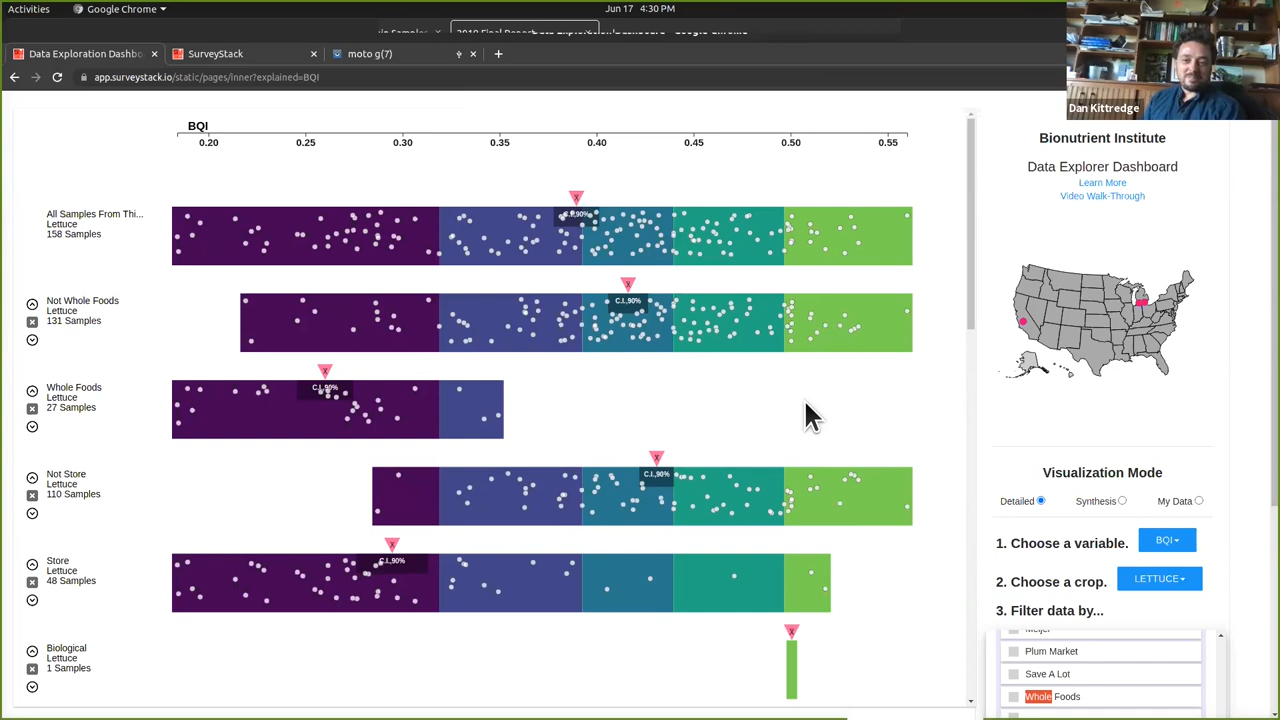 Activities
Google Chrome
Jun 17 4:30 PM
Data Exploration Dashbo
SurveyStack
moto g(7)
app.surveystack.io/static/pages/inner?explained=BQI
Dan Kittredge
BQI
0.20 0.25 0.30 0.35 0.40 0.45 0.50 0.55
All Samples From Thi...
Lettuce
158 Samples
X
C.I.,90%
Not Whole Foods
Lettuce
131 Samples
X
C.I.,90%
Whole Foods
Lettuce
27 Samples
X
C.I.,90%
Not Store
Lettuce
110 Samples
X
C.I.,90%
Store
Lettuce
48 Samples
X
C.I.,90%
Biological
Lettuce
1 Samples
X
Bionutrient Institute
Data Explorer Dashboard
Learn More
Video Walk-Through
Visualization Mode
Detailed Synthesis My Data
1. Choose a variable. BQI
2. Choose a crop. LETTUCE
3. Filter data by...
Meijer
Plum Market
Save A Lot
Whole Foods